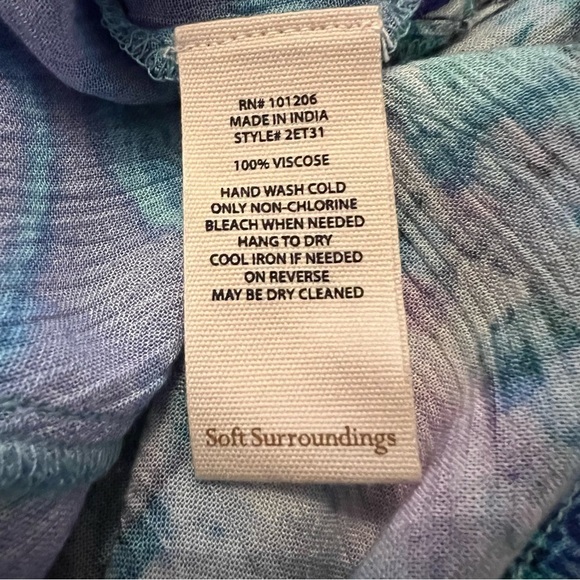 RN# 101206
MADE IN INDIA
STYLE# 2ET31
100% VISCOSE
HAND WASH COLD
ONLY NON-CHLORINE
BLEACH WHEN NEEDED
HANG TO DRY
COOL IRON IF NEEDED
ON REVERSE
MAY BE DRY CLEANED
Soft Surroundings